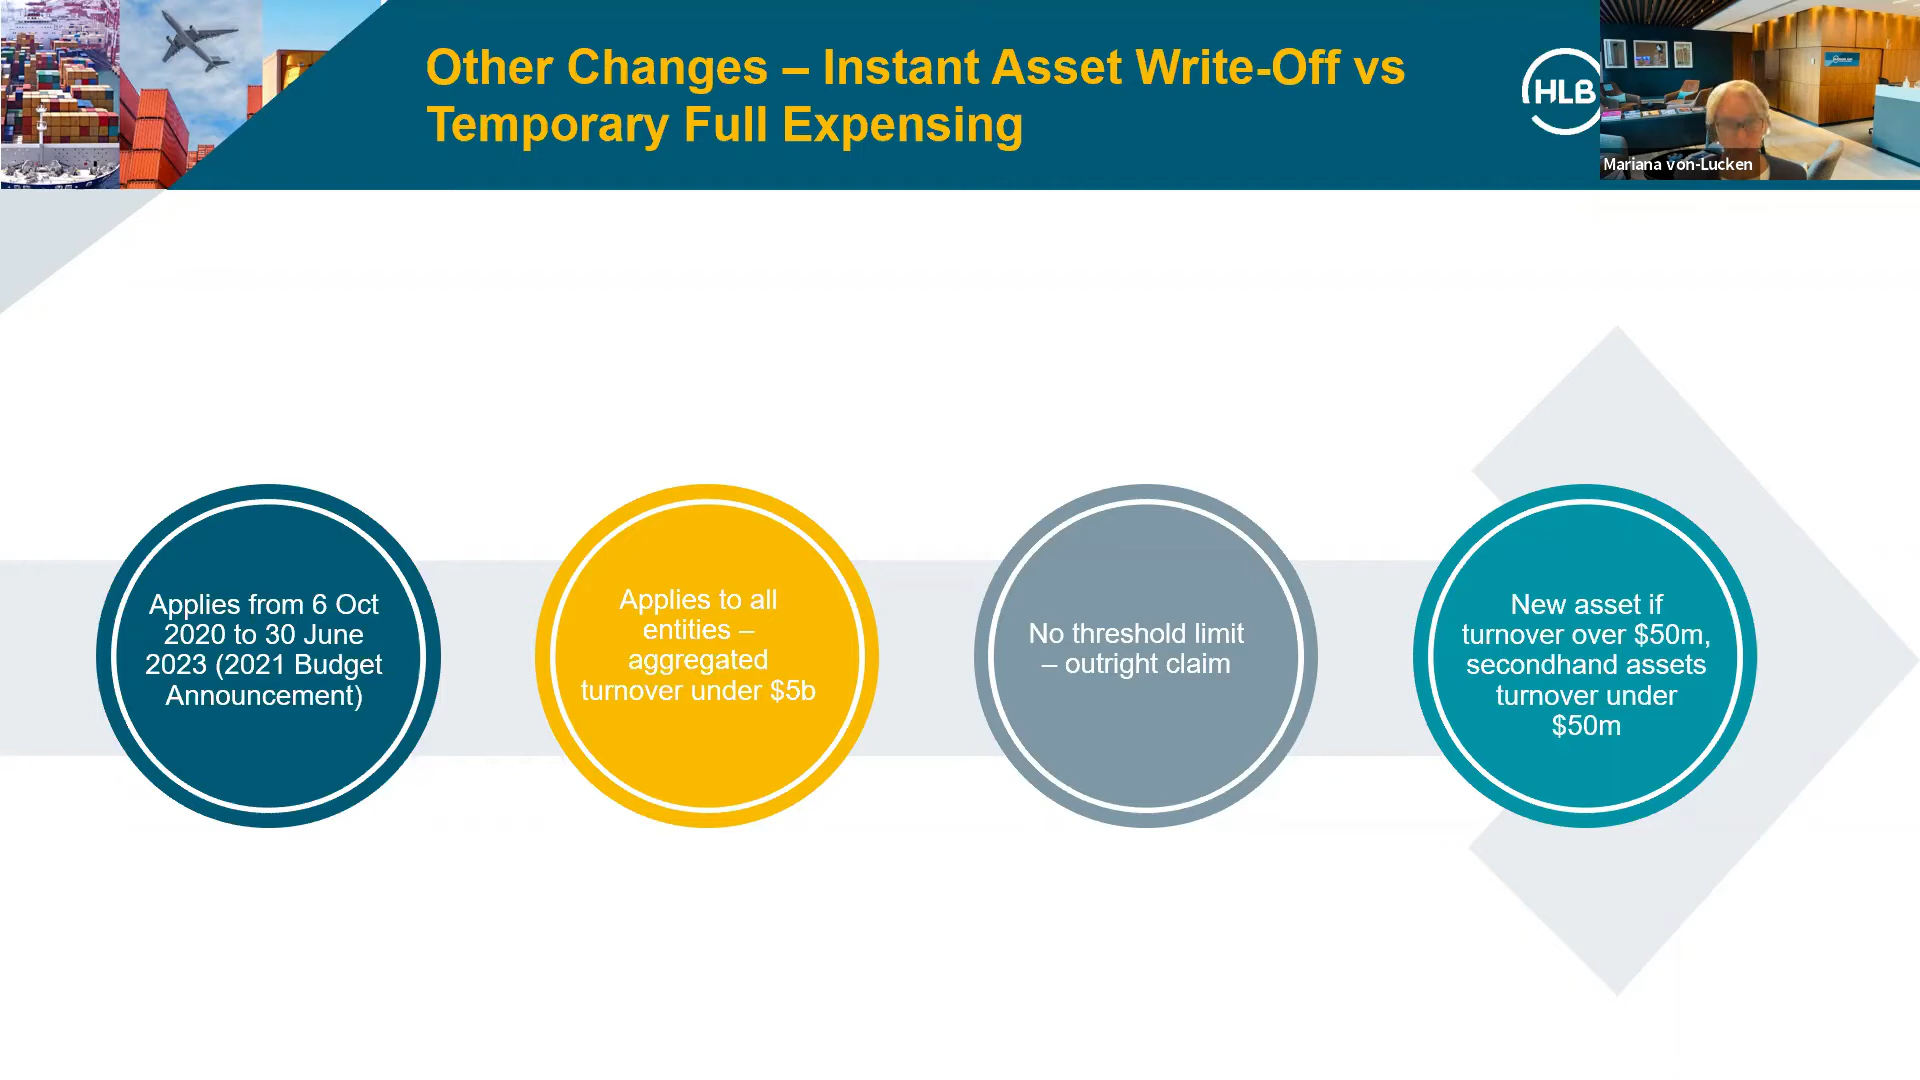 Other Changes – Instant Asset Write-Off vs
Temporary Full Expensing
HLB
Mariana von-Lucken
Applies from 6 Oct
2020 to 30 June
2023 (2021 Budget
Announcement)
Applies to all
entities –
aggregated
turnover under $5b
No threshold limit
– outright claim
New asset if
turnover over $50m,
secondhand assets
turnover under
$50m